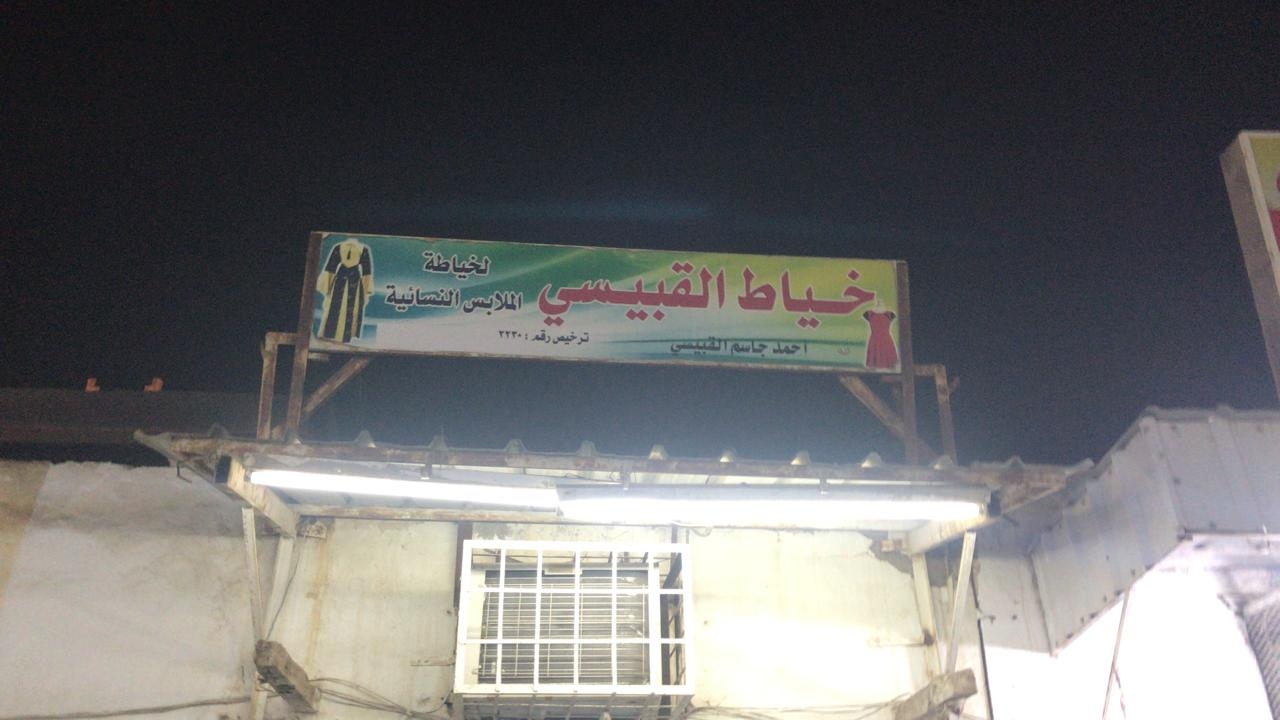 خياط القبيسي
احمد جاسم القبيسي
لخياطة
الملابس النسائية
ترخيص رقم : ٢٢٣٠